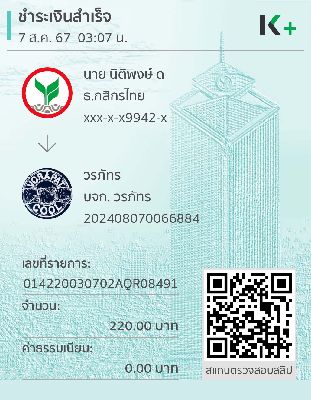 ชำระเงินสำเร็จ
7 ส.ค. 67 03:07 น.
K+
นาย นิติพงษ์ ด
ธ.กสิกรไทย
xxx-x-x9942-x
วรภัทร
บจก. วรภัทร
202408070066884
เลขที่รายการ:
014220030702AQR08491
จำนวน:
220.00 บาท
ค่าธรรมเนียม:
0.00 บาท
สแกนตรวจสอบสลิป